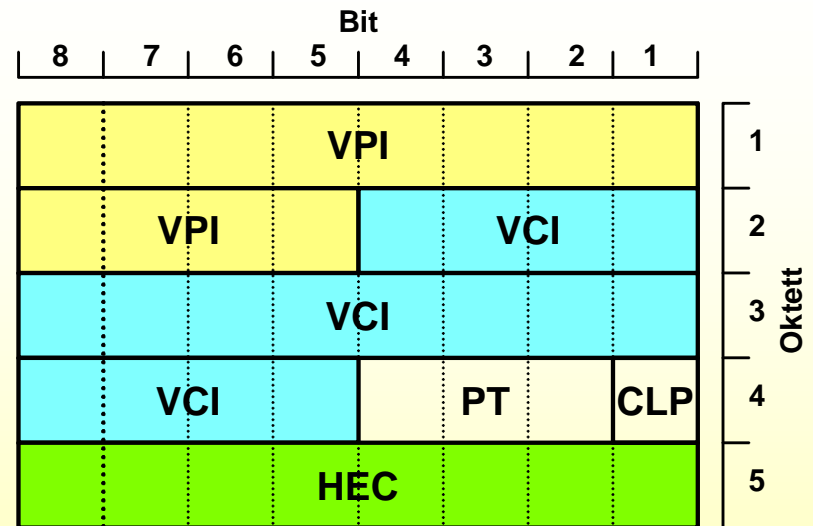 Bit
8 7 6 5 4 3 2 1
VPI 1
VPI VCI 2
VCI 3
VCI PT CLP 4
HEC 5
Oktett